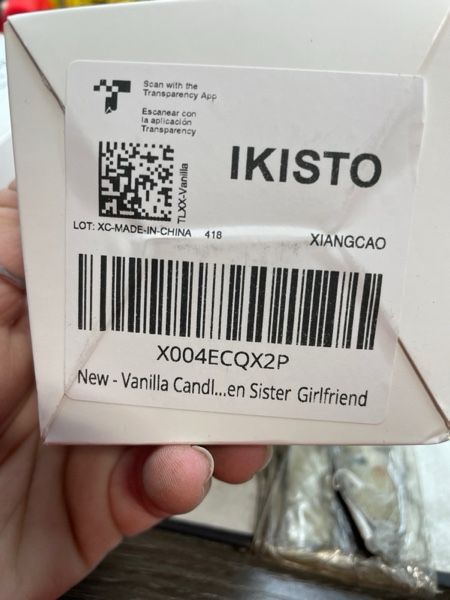 Scan with the
Transparency App
Escanear con
la aplicación
Transparency
TLXX-Vanilla
IKISTO
LOT: XC-MADE-IN-CHINA 418
XIANGCAO
X004ECQX2P
New - Vanilla Candl...en Sister Girlfriend